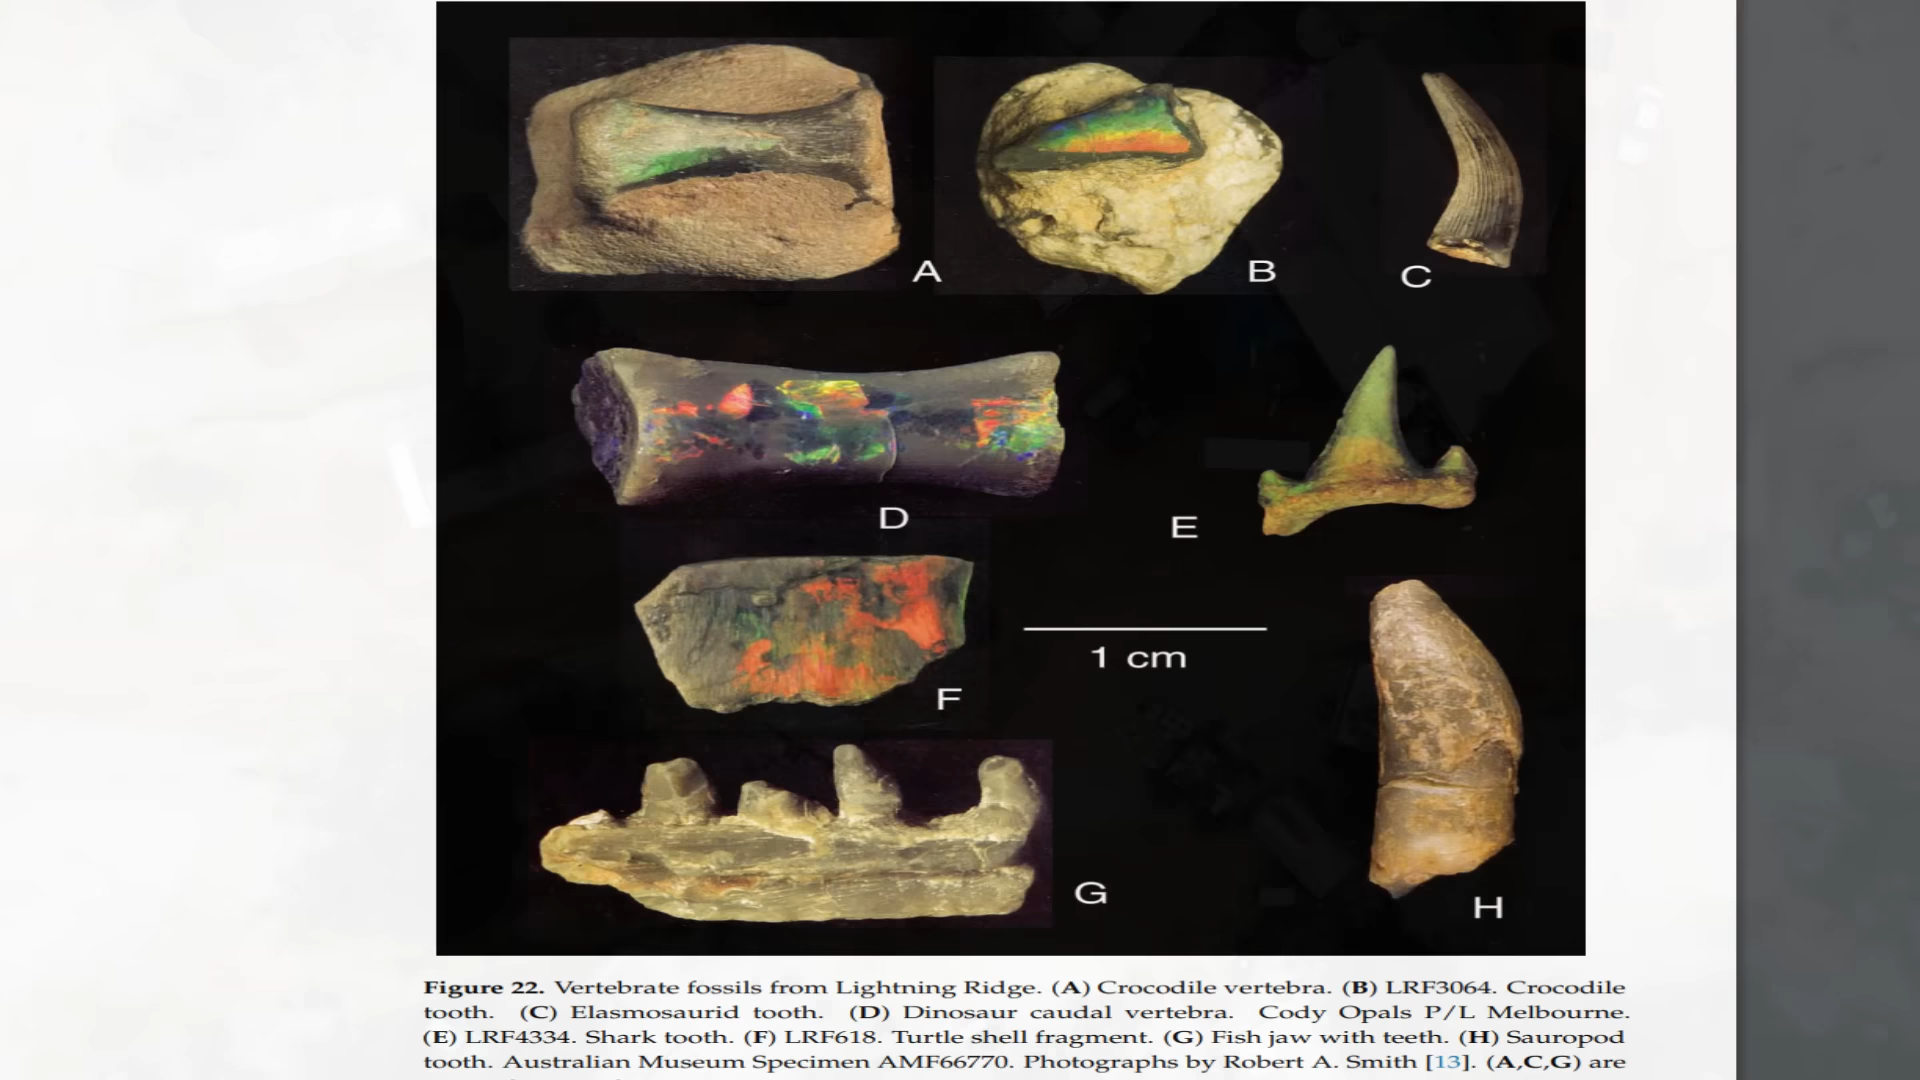 A
B
C
D
E
F
1 cm
G
H
Figure 22. Vertebrate fossils from Lightning Ridge. (A) Crocodile vertebra. (B) LRF3064. Crocodile
tooth. (C) Elasmosaurid tooth. (D) Dinosaur caudal vertebra. Cody Opals P/L Melbourne.
(E) LRF4334. Shark tooth. (F) LRF618. Turtle shell fragment. (G) Fish jaw with teeth. (H) Sauropod
tooth. Australian Museum Specimen AMF66770. Photographs by Robert A. Smith [13]. (A,C,G) are